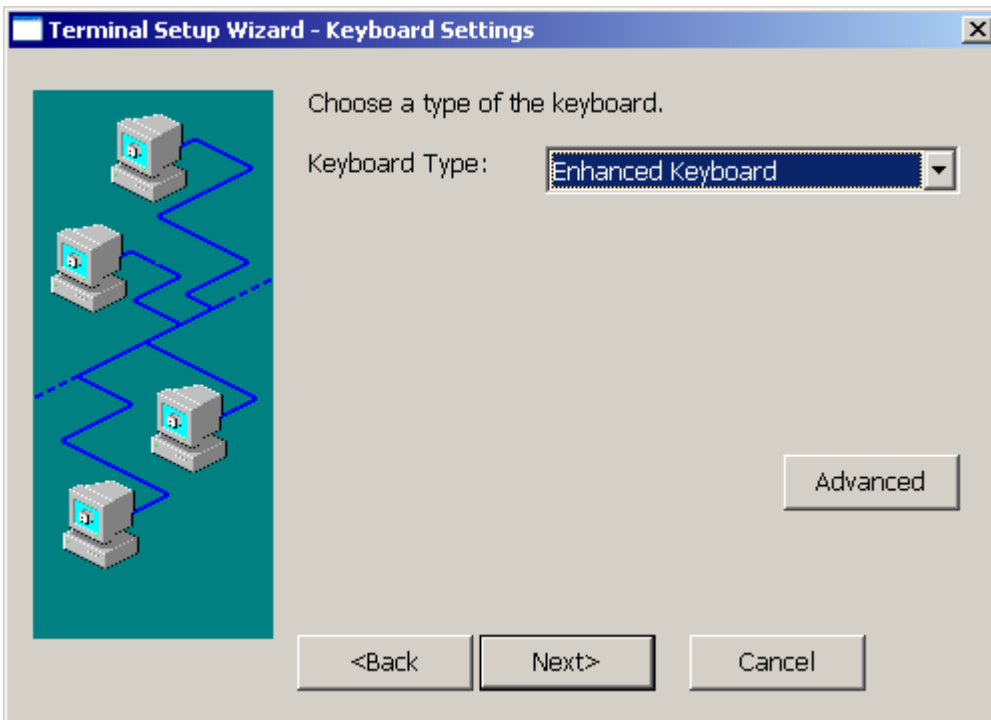 Terminal Setup Wizard - Keyboard Settings
Choose a type of the keyboard.
Keyboard Type: Enhanced Keyboard
Advanced
<Back Next> Cancel